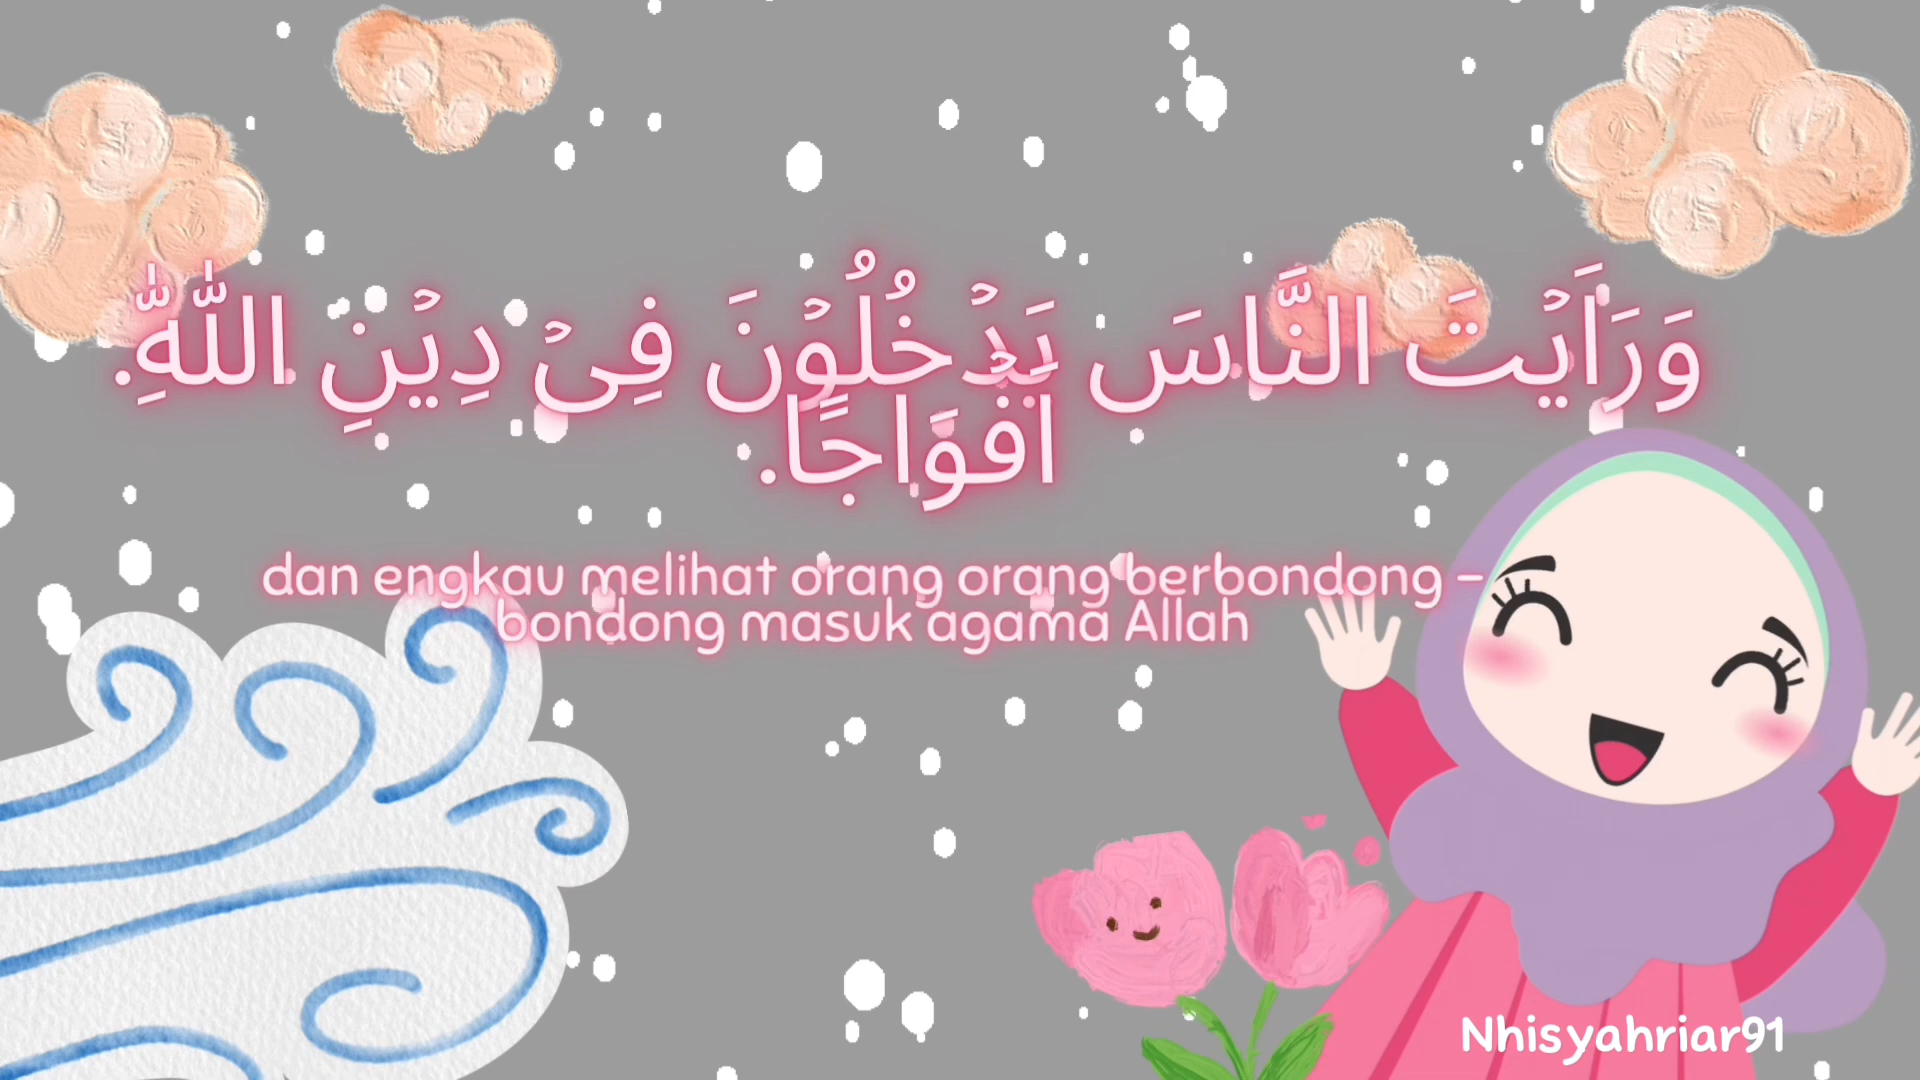 وَرَاَيۡتَ النَّاسَ يَدۡخُلُوۡنَ فِىۡ دِيۡنِ اللّٰهِّٰ.
اَفۡوَاجًا.
dan engkau melihat orang orang berbondong -
bondong masuk agama Allah
Nhisyahriar91